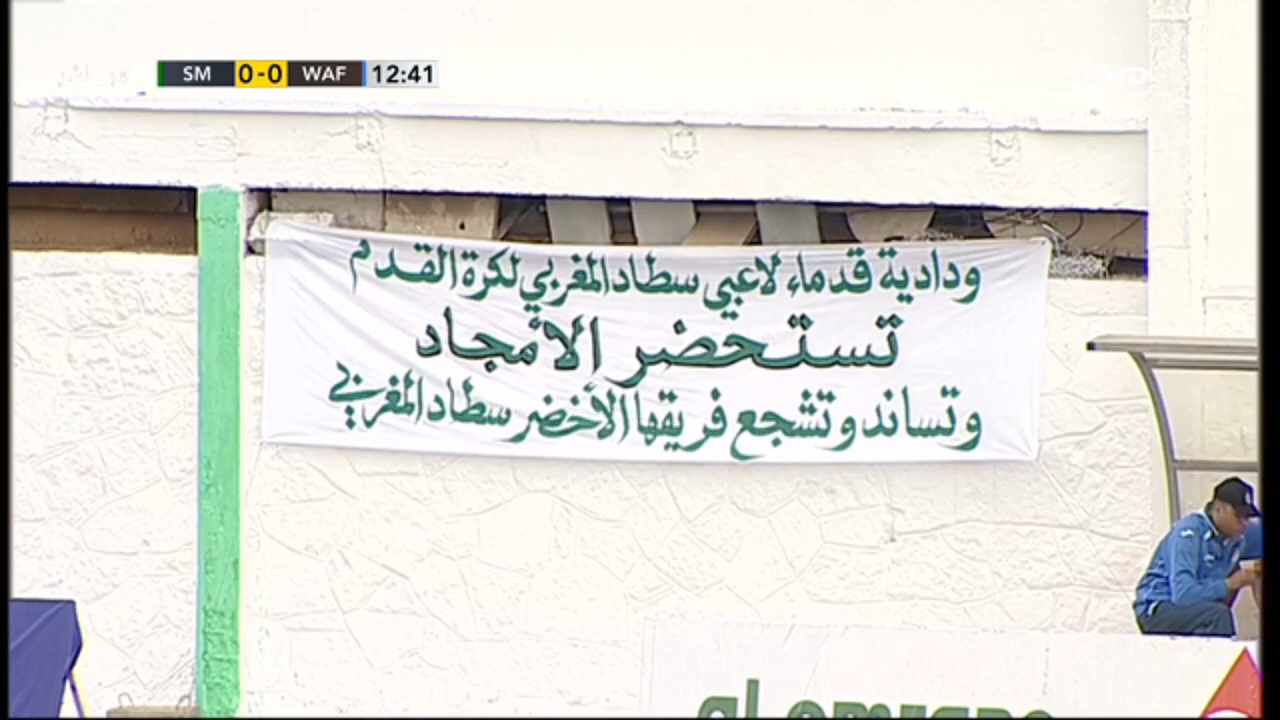 SM 0-0 WAF 12:41
ودادية قدماء لاعبي سطاد المغربي لكرة القدم
تستحضر الأمجاد
وتساند وتشجع فريقها الأخضر سطاد المغربي